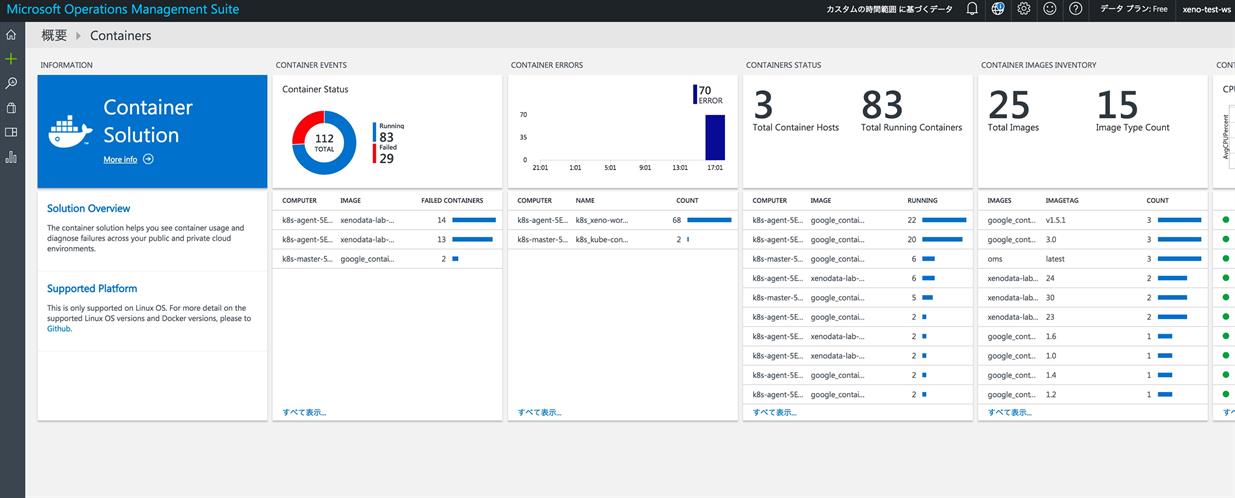 Microsoft Operations Management Suite
カスタムの時間範囲 に基づくデータ
データ プラン: Free
xeno-test-ws
概要 Containers
INFORMATION
Container
Solution
More info
Solution Overview
The container solution helps you see container usage and
diagnose failures across your public and private cloud
environments.
Supported Platform
This is only supported on Linux OS. For more detail on the
supported Linux OS versions and Docker versions, please to
Github.
CONTAINER EVENTS
Container Status
112
TOTAL
Running
83
Failed
29
COMPUTER IMAGE FAILED CONTAINERS
k8s-agent-5E... xenodata-lab-... 14
k8s-agent-5E... xenodata-lab-... 13
k8s-master-5... google_contai... 2
すべて表示...
CONTAINER ERRORS
70
ERROR
70
35
0
21:01 1:01 5:01 9:01 13:01 17:01
COMPUTER NAME COUNT
k8s-agent-5E... k8s_xeno-wor... 68
k8s-master-5... k8s_kube-con... 2
すべて表示...
CONTAINERS STATUS
3 83
Total Container Hosts Total Running Containers
COMPUTER IMAGE RUNNING
k8s-agent-5E... google_contai... 22
k8s-agent-5E... google_contai... 20
k8s-master-5... google_contai... 6
k8s-agent-5E... xenodata-lab-... 6
k8s-master-5... google_contai... 5
k8s-agent-5E... google_contai... 2
k8s-agent-5E... xenodata-lab-... 2
k8s-agent-5E... google_contai... 2
k8s-agent-5E... google_contai... 2
k8s-agent-5E... google_contai... 2
すべて表示...
CONTAINER IMAGES INVENTORY
25 15
Total Images Image Type Count
IMAGES IMAGETAG COUNT
google_cont... v1.5.1 3
google_cont... 3.0 3
oms latest 3
xenodata-lab... 24 2
xenodata-lab... 30 2
xenodata-lab... 23 2
google_cont... 1.6 1
google_cont... 1.0 1
google_cont... 1.4 1
google_cont... 1.2 1
すべて表示...
CONT
CPU
AvgCPUPercent
すべ